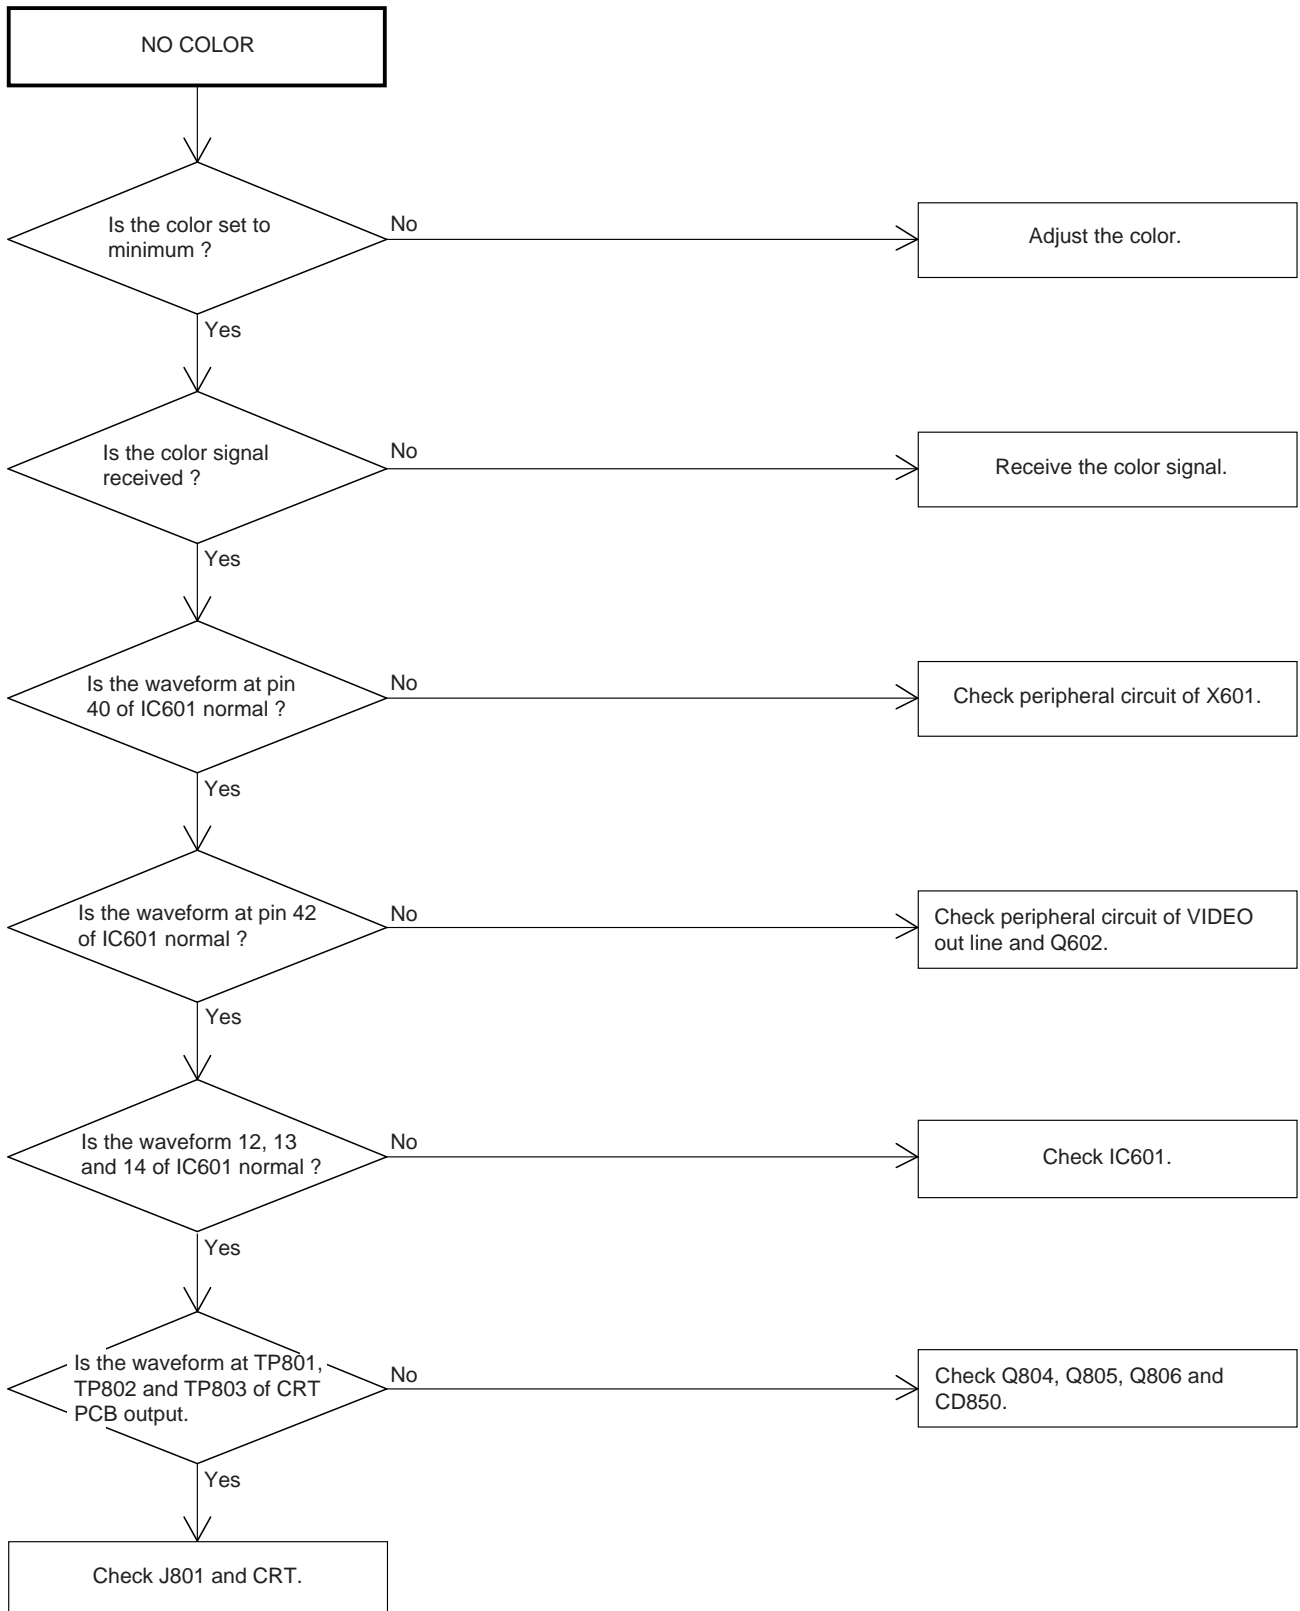 NO COLOR
Is the color set to
minimum ?
No
Adjust the color.
Yes
Is the color signal
received ?
No
Receive the color signal.
Yes
Is the waveform at pin
40 of IC601 normal ?
No
Check peripheral circuit of X601.
Yes
Is the waveform at pin 42
of IC601 normal ?
No
Check peripheral circuit of VIDEO
out line and Q602.
Yes
Is the waveform 12, 13
and 14 of IC601 normal ?
No
Check IC601.
Yes
Is the waveform at TP801,
TP802 and TP803 of CRT
PCB output.
No
Check Q804, Q805, Q806 and
CD850.
Yes
Check J801 and CRT.